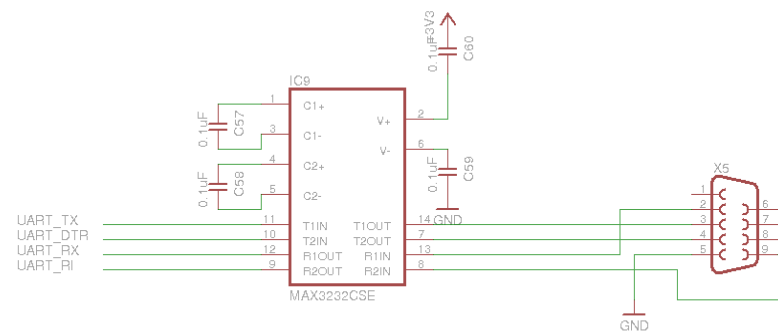 +3V3
0.1uF
C60
IC9
1
C1+
0.1uF
C57
3
C1-
V+
2
4
C2+
V-
6
0.1uF
C58
5
C2-
0.1uF
C59
GND
UART_TX
11
T1IN
T1OUT
14
UART_DTR
10
T2IN
T2OUT
7
UART_RX
12
R1OUT
R1IN
13
UART_RI
9
R2OUT
R2IN
8
MAX3232CSE
X5
1
2
6
3
7
4
8
5
9
GND